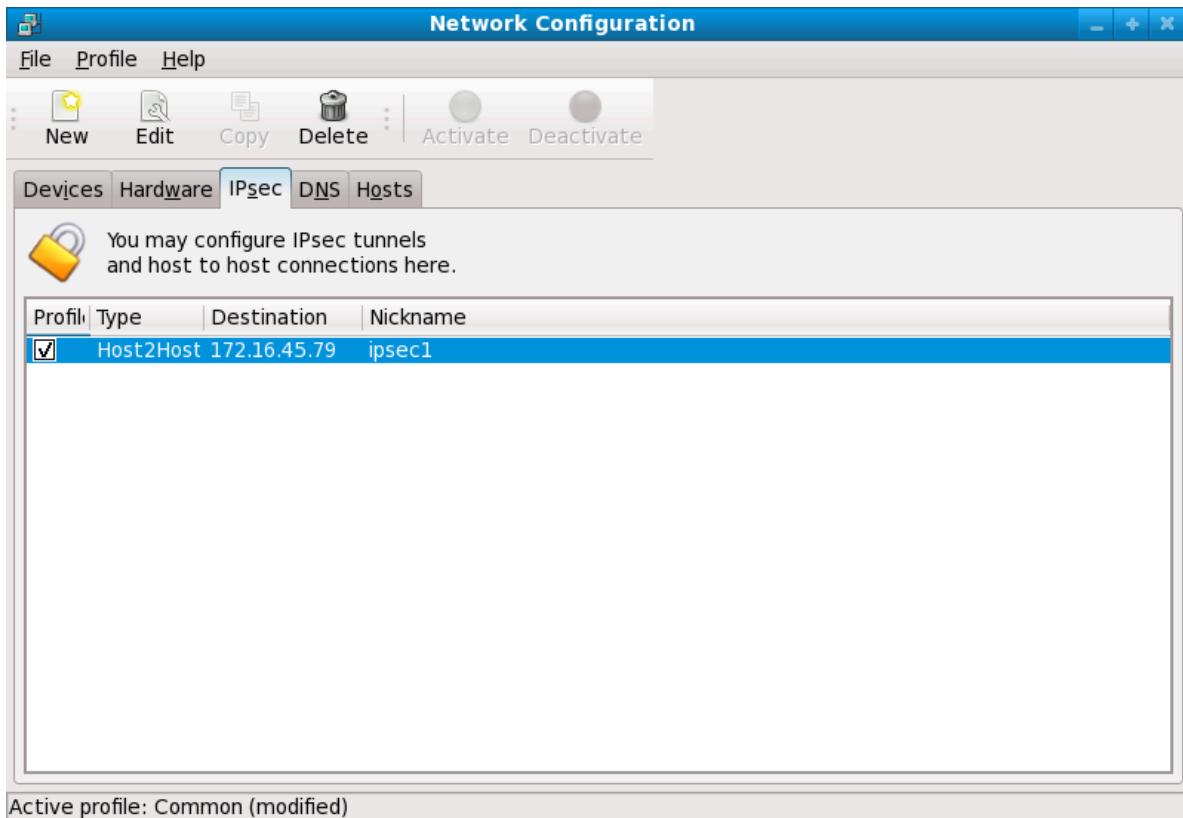 Network Configuration
File Profile Help
New Edit Copy Delete Activate Deactivate
Devices Hardware IPsec DNS Hosts
You may configure IPsec tunnels
and host to host connections here.
Profil Type Destination Nickname
Host2Host 172.16.45.79 ipsec1
Active profile: Common (modified)